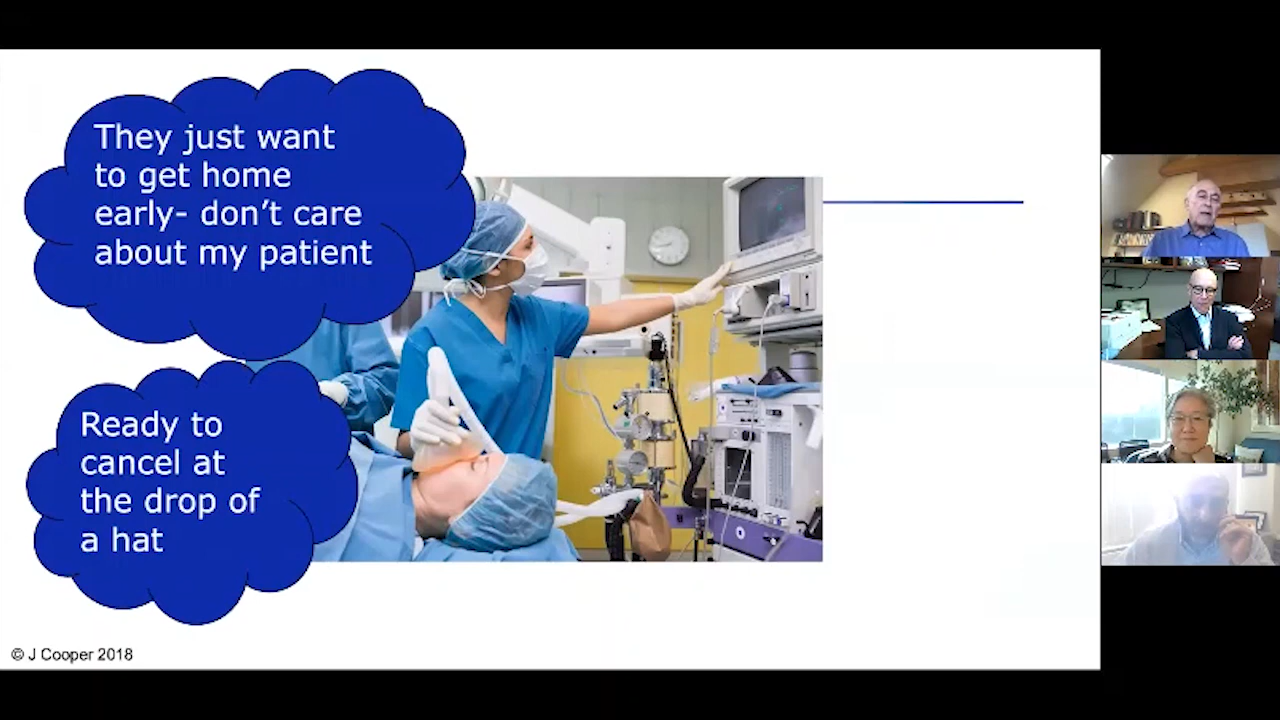 They just want
to get home
early- don’t care
about my patient
Ready to
cancel at
the drop of
a hat
© J Cooper 2018